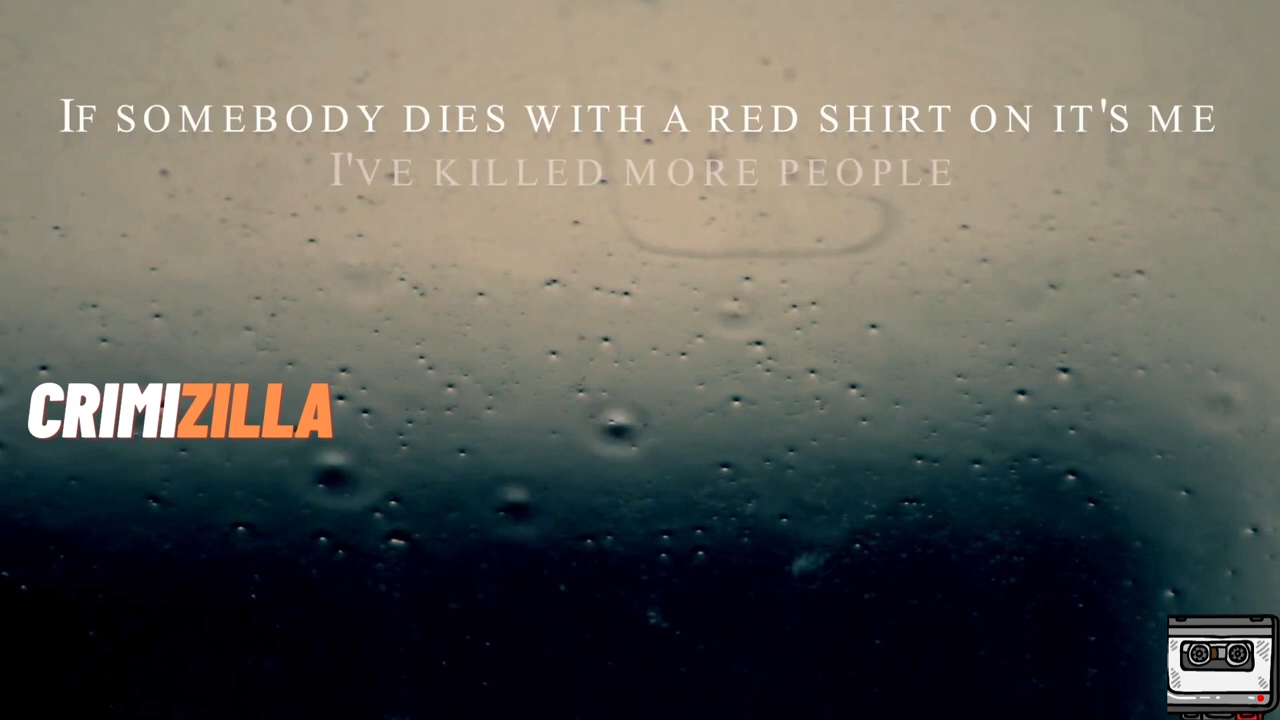 If somebody dies with a red shirt on it's me
I've killed more people
CRIMIZILLA